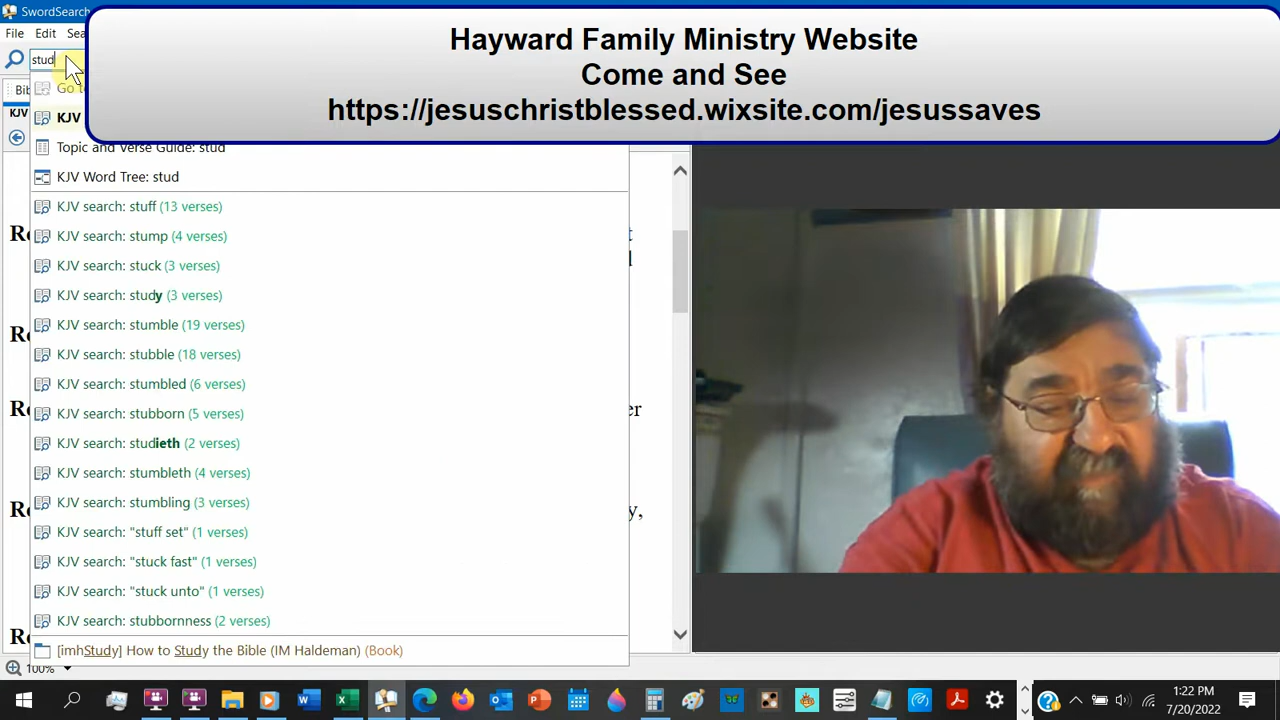 SwordSearch
Hayward Family Ministry Website
Come and See
https://jesuschristblessed.wixsite.com/jesussaves
File Edit Sea
stud
Go to
Bib
KJV
KJV
Topic and Verse Guide: stud
KJV Word Tree: stud
KJV search: stuff (13 verses)
KJV search: stump (4 verses)
KJV search: stuck (3 verses)
KJV search: study (3 verses)
KJV search: stumble (19 verses)
KJV search: stubble (18 verses)
KJV search: stumbled (6 verses)
KJV search: stubborn (5 verses)
KJV search: studieth (2 verses)
KJV search: stumbleth (4 verses)
KJV search: stumbling (3 verses)
KJV search: "stuff set" (1 verses)
KJV search: "stuck fast" (1 verses)
KJV search: "stuck unto" (1 verses)
KJV search: stubbornness (2 verses)
[imhStudy] How to Study the Bible (IM Haldeman) (Book)
100%
1:22 PM
7/20/2022